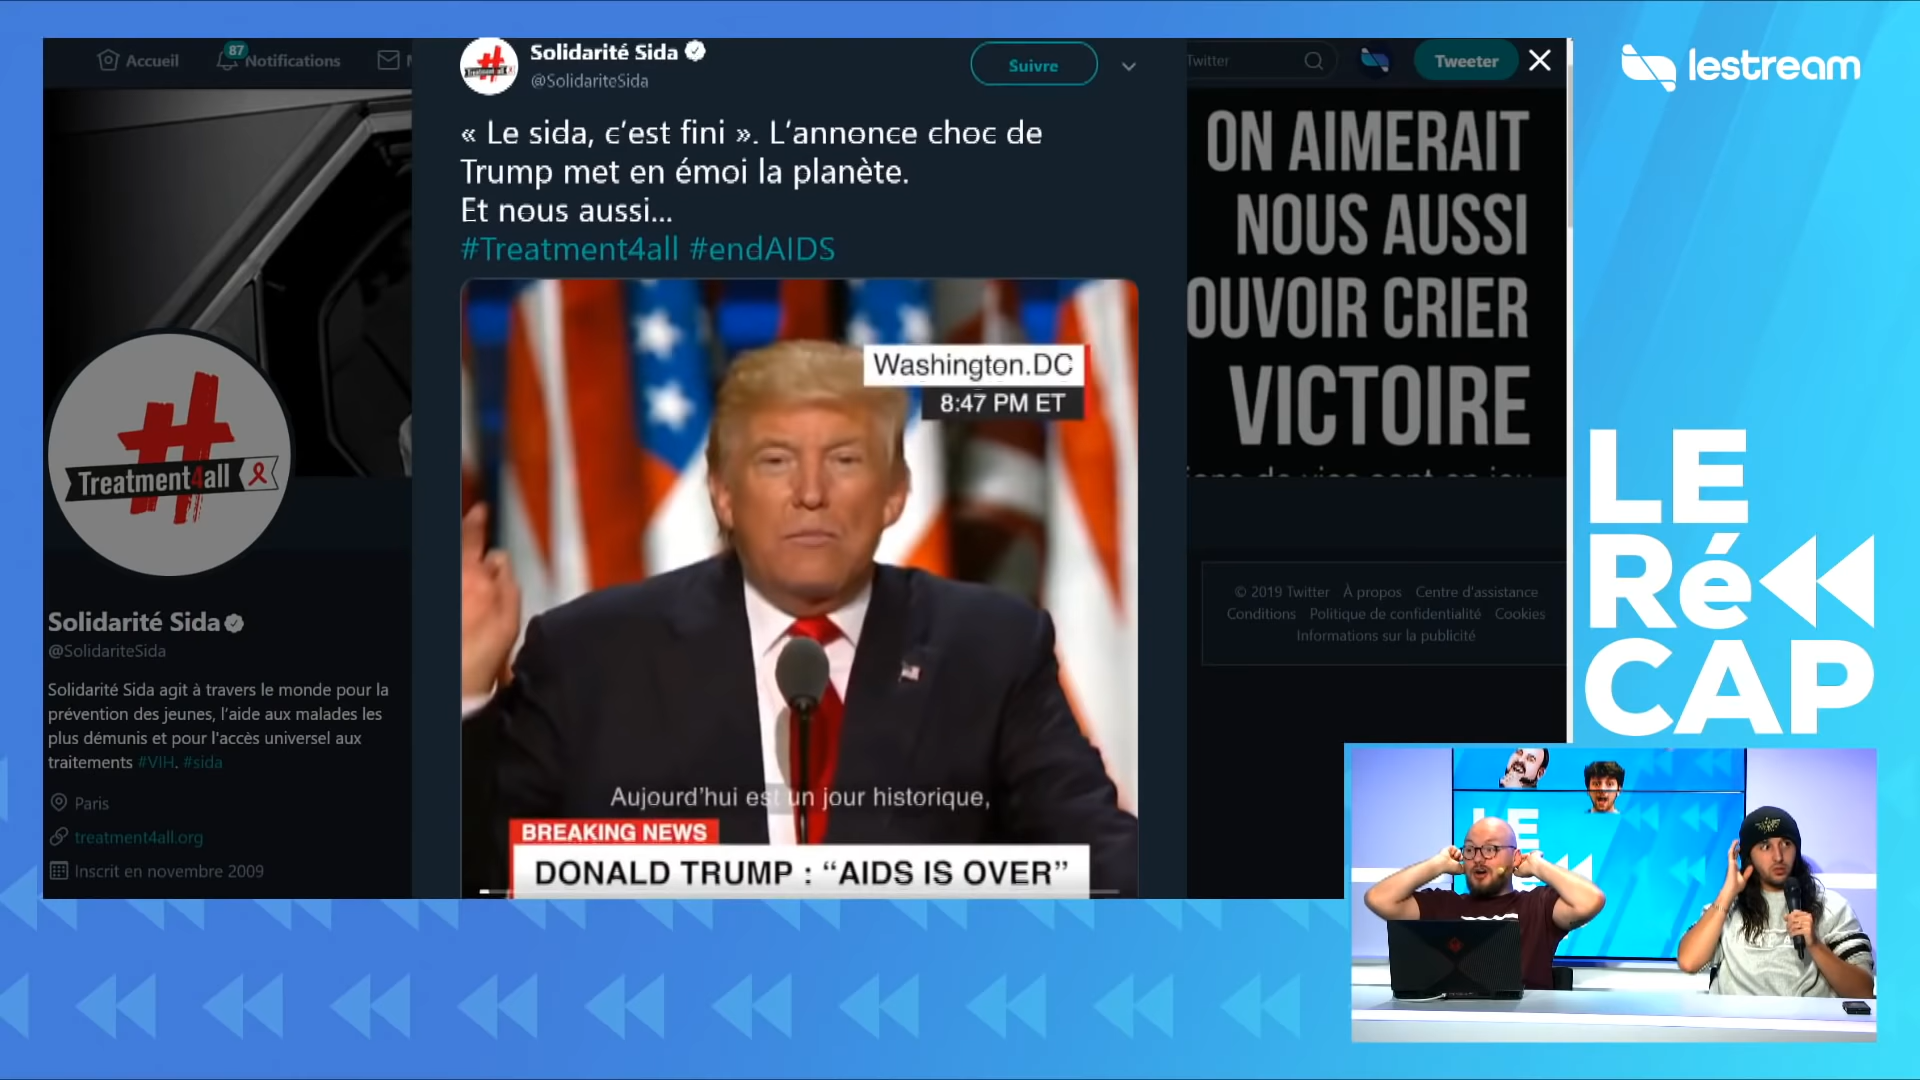 Accueil
87
Notifications
Solidarité Sida
@SolidariteSida
Suivre
Twitter
Tweeter
« Le sida, c'est fini ». L'annonce choc de
Trump met en émoi la planète.
Et nous aussi...
#Treatment4all #endAIDS
Washington.DC
8:47 PM ET
Aujourd'hui est un jour historique,
BREAKING NEWS
DONALD TRUMP : “AIDS IS OVER”
Treatment4all
Treatment4all
Solidarité Sida
@SolidariteSida
Solidarité Sida agit à travers le monde pour la
prévention des jeunes, l'aide aux malades les
plus démunis et pour l'accès universel aux
traitements #VIH. #sida
Paris
treatment4all.org
Inscrit en novembre 2009
ON AIMERAIT
NOUS AUSSI
OUVOIR CRIER
VICTOIRE
© 2019 Twitter À propos Centre d'assistance
Conditions Politique de confidentialité Cookies
Informations sur la publicité
lestream
LE
Ré
CAP
LE